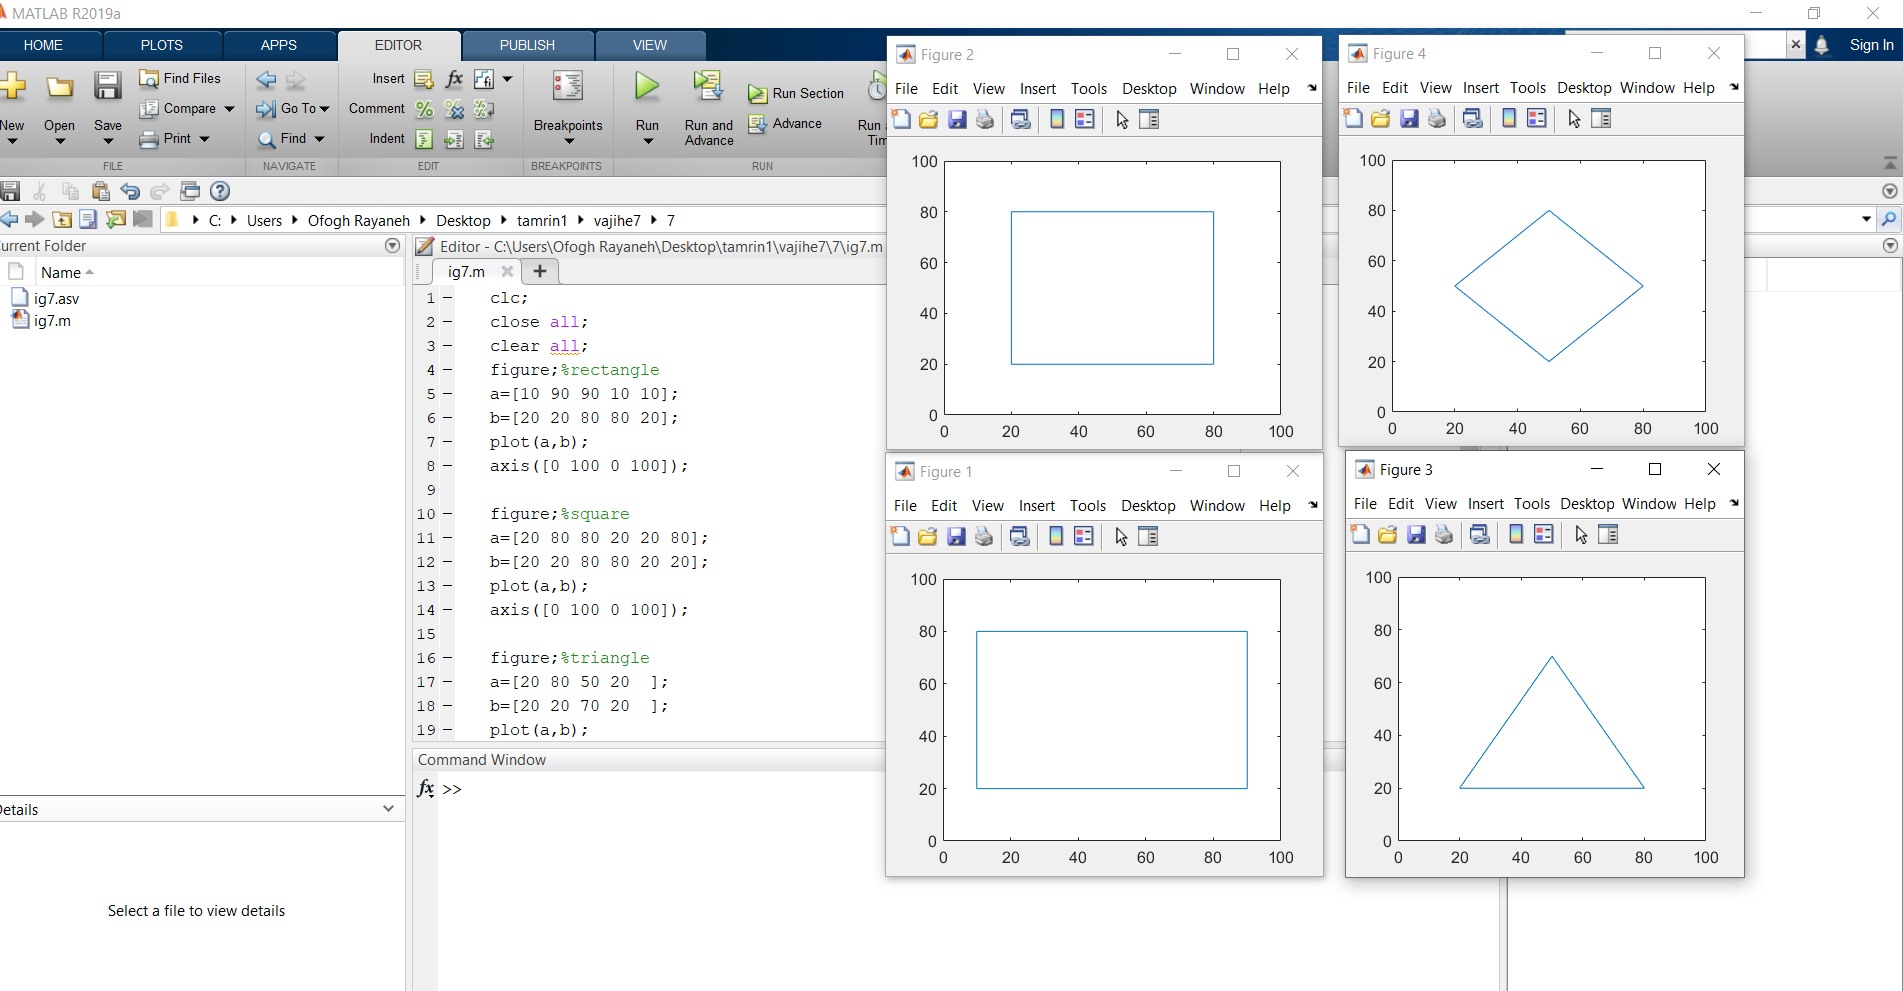 MATLAB R2019a
HOME PLOTS APPS EDITOR PUBLISH VIEW
Sign In
New Open Save
Find Files
Compare
Print
FILE
Go To
Find
NAVIGATE
Insert fx
Comment
Indent
EDIT
Breakpoints
BREAKPOINTS
Run
Run and Advance
Run Section
Advance
RUN
C: Users Ofogh Rayaneh Desktop tamrin1 vajihe7 7
Name
ig7.asv
ig7.m
Select a file to view details
Editor - C:\Users\Ofogh Rayaneh\Desktop\tamrin1\vajihe7\7\ig7.m
ig7.m
1 clc;
2 close all;
3 clear all;
4 figure;%rectangle
5 a=[10 90 90 10 10];
6 b=[20 20 80 80 20];
7 plot(a,b);
8 axis([0 100 0 100]);
9
10 figure;%square
11 a=[20 80 80 20 20 80];
12 b=[20 20 80 80 20 20];
13 plot(a,b);
14 axis([0 100 0 100]);
15
16 figure;%triangle
17 a=[20 80 50 20  ];
18 b=[20 20 70 20  ];
19 plot(a,b);
Command Window
fx >>
Figure 2
File Edit View Insert Tools Desktop Window Help
100
80
60
40
20
0
0 20 40 60 80 100
Figure 4
File Edit View Insert Tools Desktop Window Help
100
80
60
40
20
0
0 20 40 60 80 100
Figure 1
File Edit View Insert Tools Desktop Window Help
100
80
60
40
20
0
0 20 40 60 80 100
Figure 3
File Edit View Insert Tools Desktop Window Help
100
80
60
40
20
0
0 20 40 60 80 100